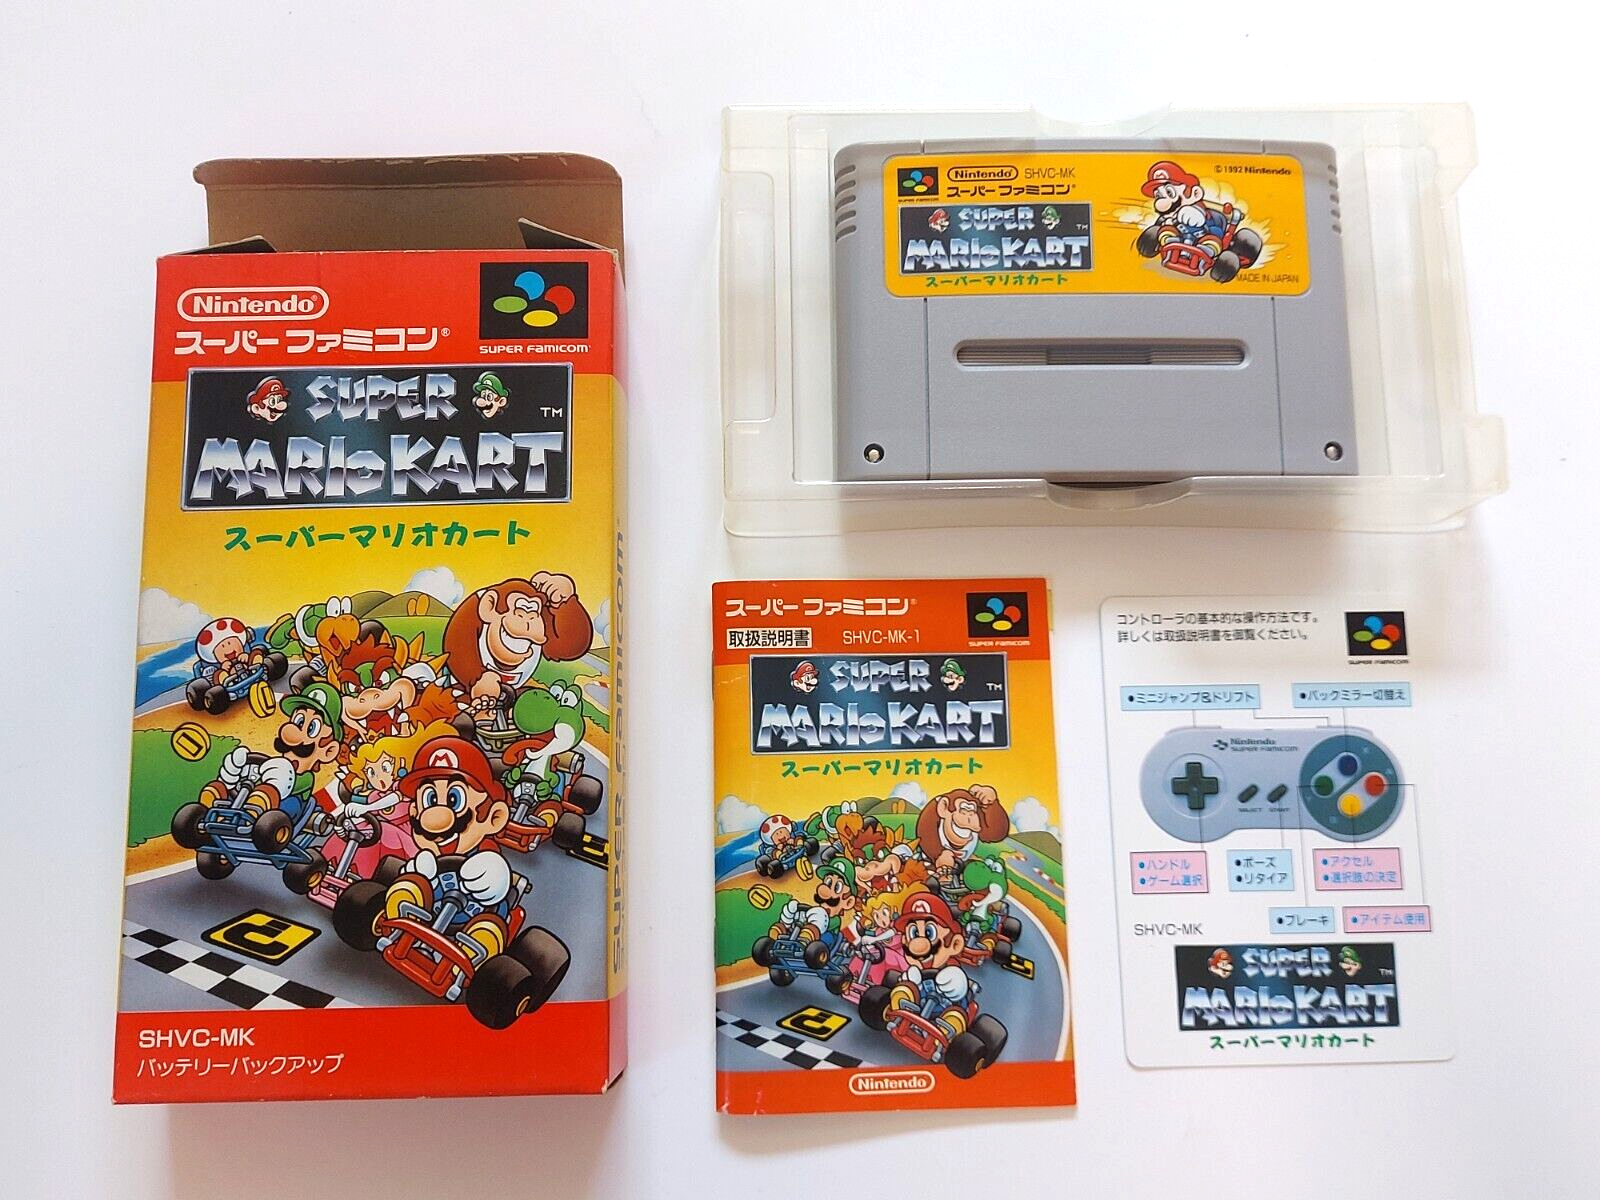 Nintendo®
スーパーファミコン®
SUPER FAMICOM
SUPER
MARIO KART
TM
スーパーマリオカート
SHVC-MK
バッテリーバックアップ
SUPER Famicom
Nintendo SHVC-MK
スーパーファミコン®
SUPER FAMICOM
©1992 Nintendo
SUPER
MARIO KART
TM
スーパーマリオカート
MADE IN JAPAN
スーパーファミコン®
取扱説明書 SHVC-MK-1
SUPER FAMICOM
SUPER
MARIO KART
TM
スーパーマリオカート
Nintendo
コントローラの基本的な操作方法です。
詳しくは取扱説明書を御覧ください。
SUPER FAMICOM
●ミニジャンプ&ドリフト
●バックミラー切替え
Nintendo
SUPER FAMICOM
SELECT START
●ハンドル
●ゲーム選択
●ポーズ
●リタイア
●アクセル
●選択肢の決定
●ブレーキ
●アイテム使用
SHVC-MK
SUPER
MARIO KART
TM
スーパーマリオカート